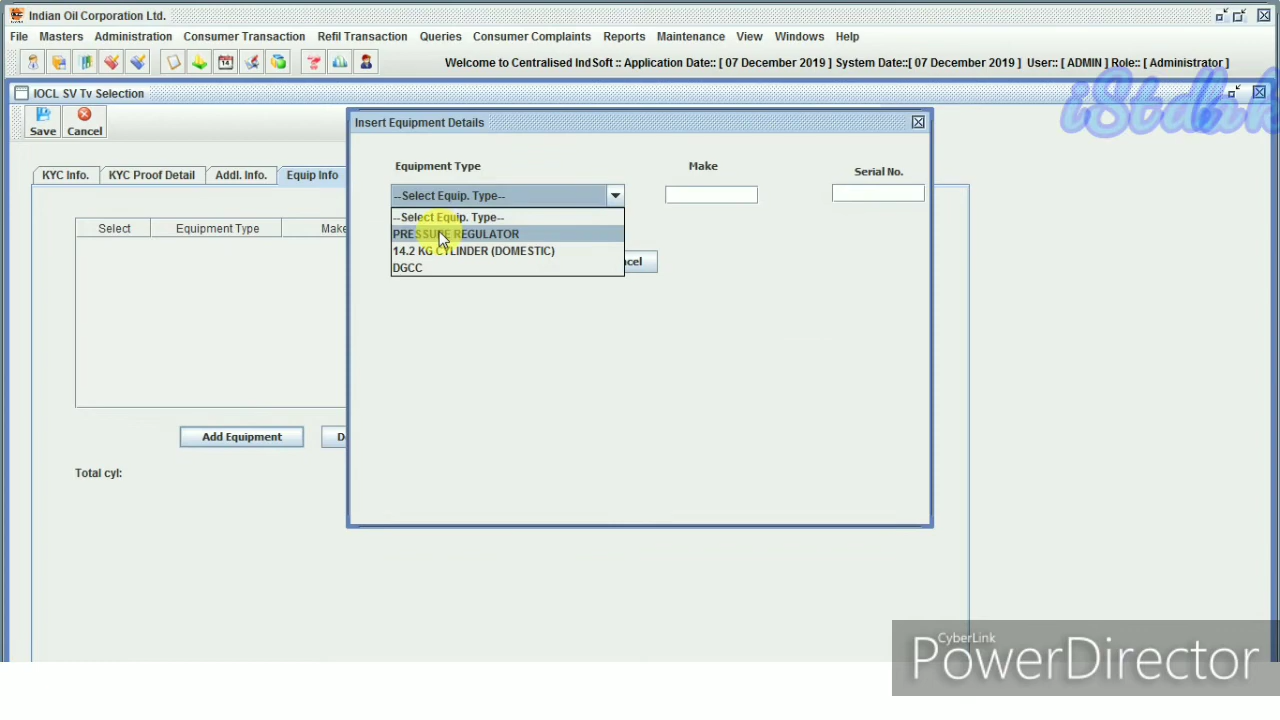 Indian Oil Corporation Ltd.
File Masters Administration Consumer Transaction Refil Transaction Queries Consumer Complaints Reports Maintenance View Windows Help
Welcome to Centralised IndSoft :: Application Date:: [ 07 December 2019 ] System Date::[ 07 December 2019 ] User:: [ ADMIN ] Role:: [ Administrator ]
IOCL SV Tv Selection
iStdlnk
Save Cancel
Insert Equipment Details
KYC Info. KYC Proof Detail Addl. Info. Equip Info
Equipment Type Make Serial No.
--Select Equip. Type--
--Select Equip. Type--
PRESSURE REGULATOR
14.2 KG CYLINDER (DOMESTIC)
DGCC
Select Equipment Type Make
Add Equipment
Total cyl:
CyberLink
PowerDirector